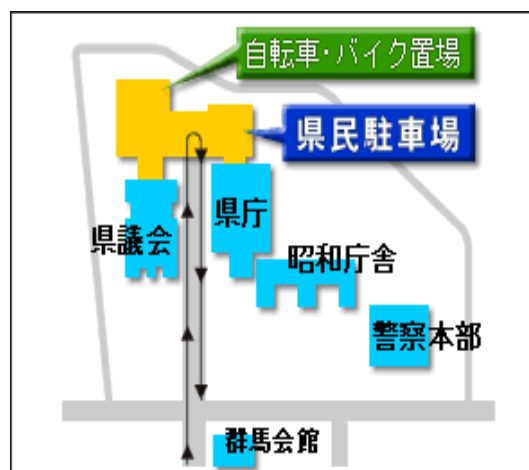 自転車・バイク置場
県民駐車場
県庁
県議会
昭和庁舎
警察本部
群馬会館